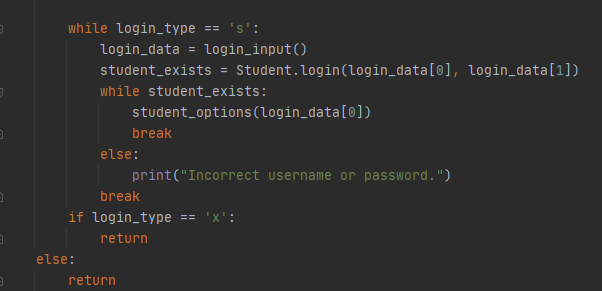 while login_type == 's':
    login_data = login_input()
    student_exists = Student.login(login_data[0], login_data[1])
    while student_exists:
        student_options(login_data[0])
        break
    else:
        print("Incorrect username or password.")
    break
if login_type == 'x':
    return
else:
return